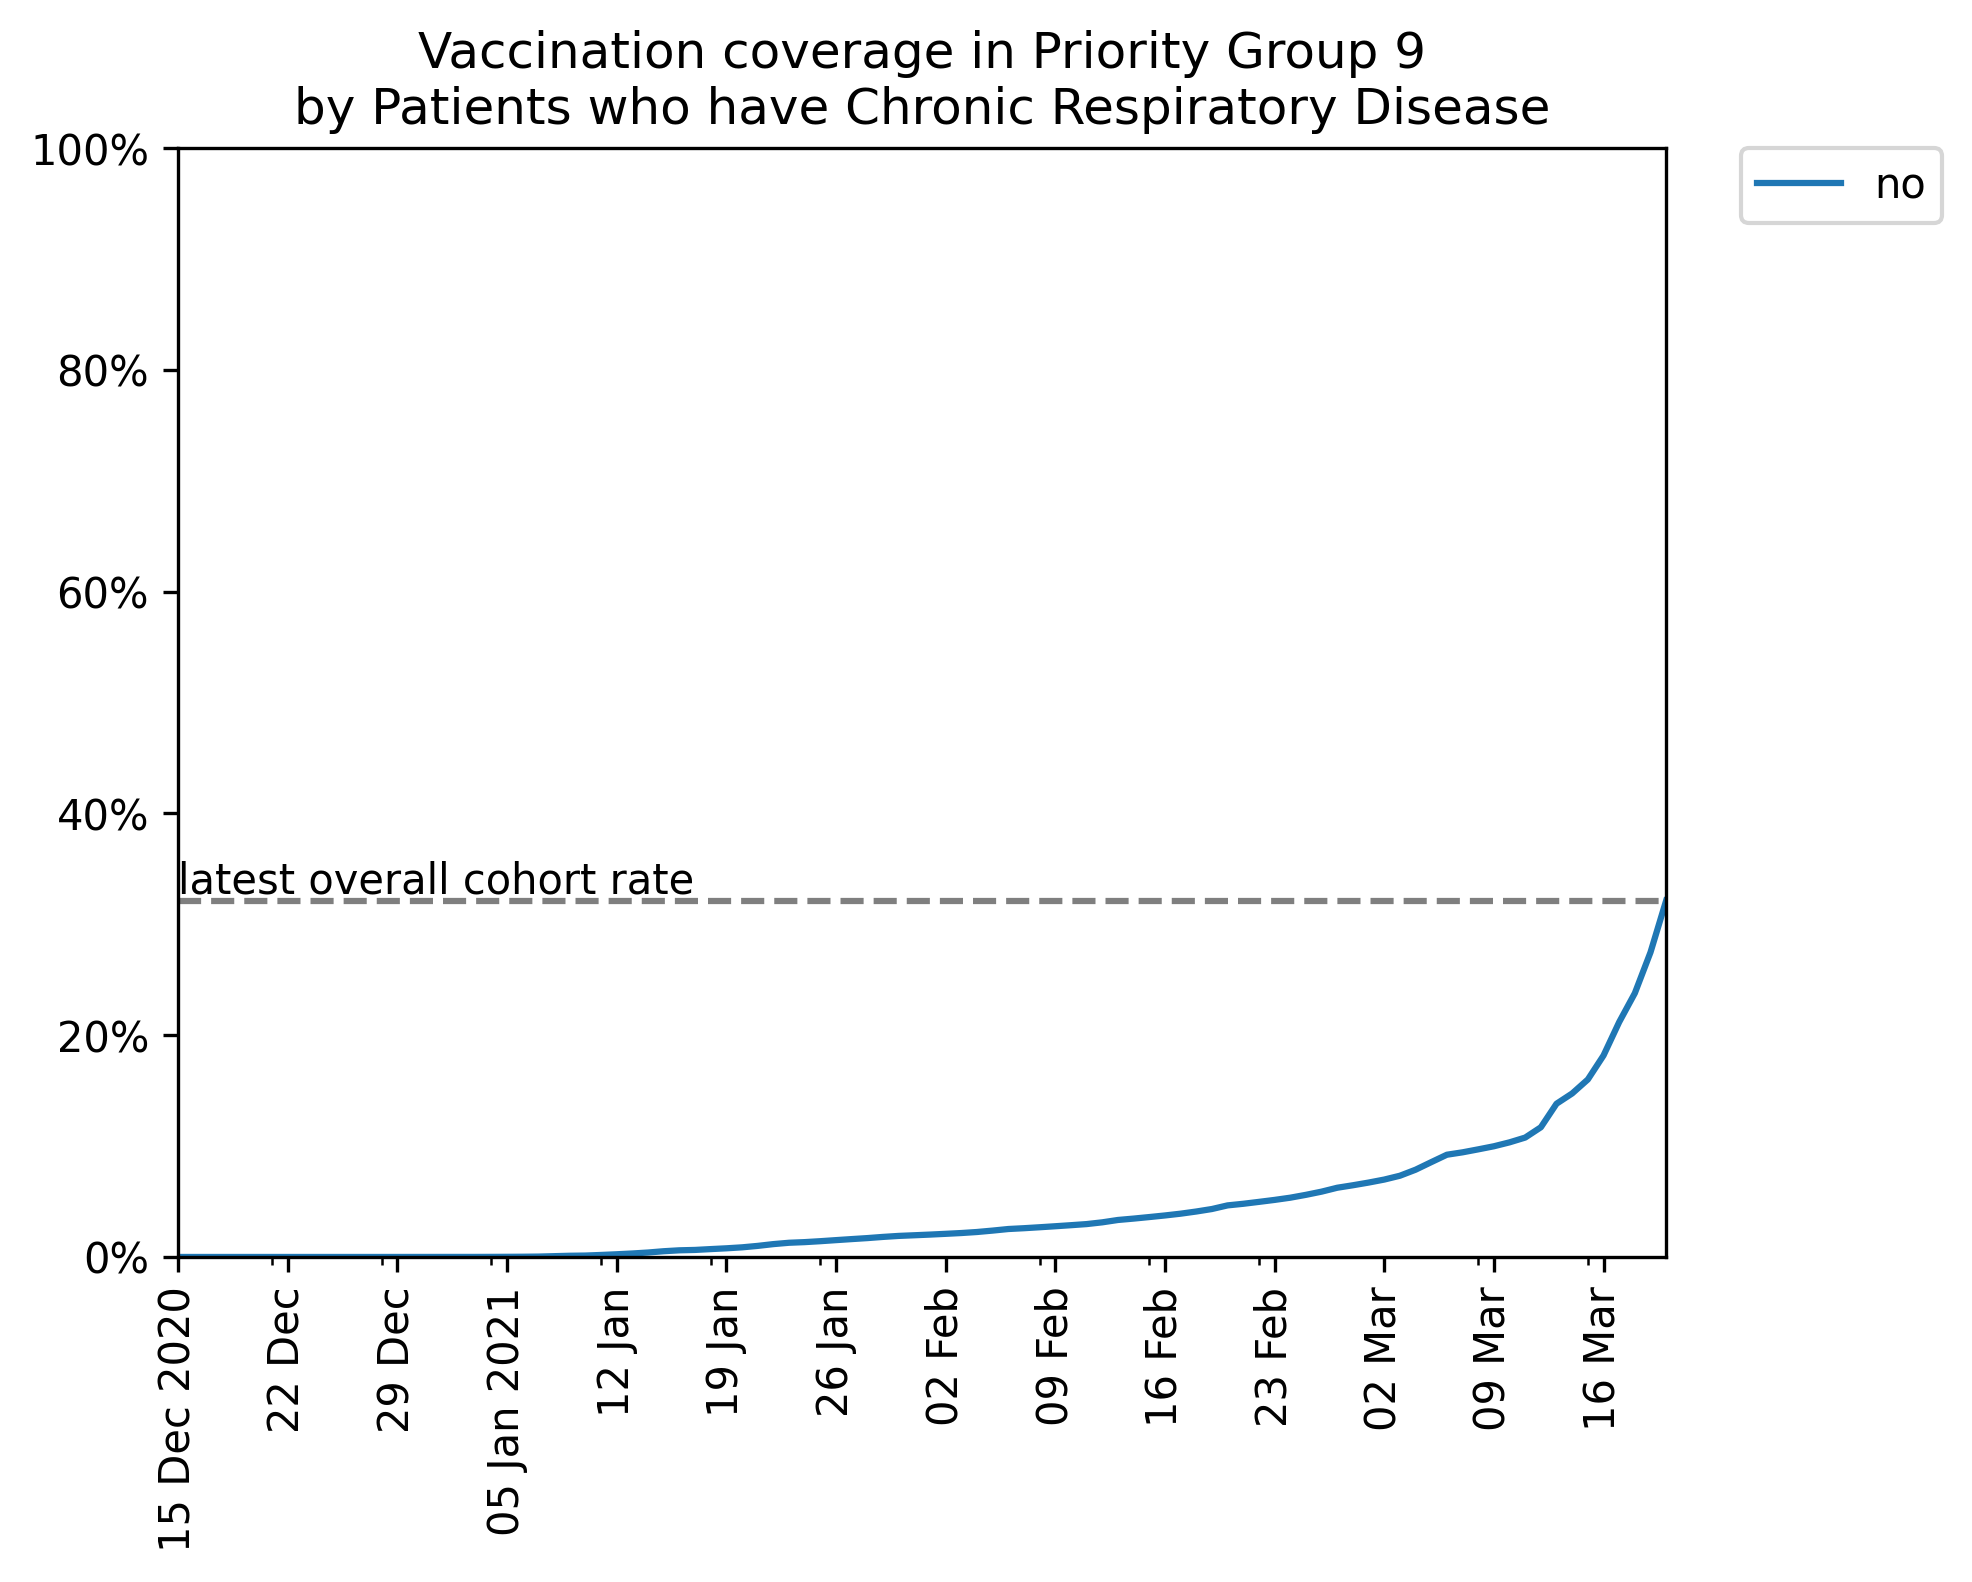 Vaccination coverage in Priority Group 9
by Patients who have Chronic Respiratory Disease
100%
80%
60%
40%
20%
0%
latest overall cohort rate
no
15 Dec 2020
22 Dec
29 Dec
05 Jan 2021
12 Jan
19 Jan
26 Jan
02 Feb
09 Feb
16 Feb
23 Feb
02 Mar
09 Mar
16 Mar